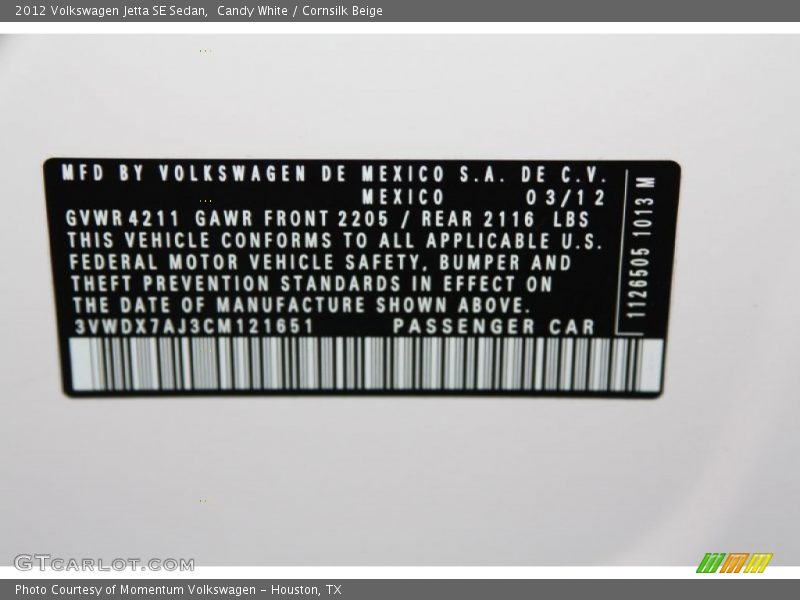 2012 Volkswagen Jetta SE Sedan,  Candy White / Cornsilk Beige
MFD BY VOLKSWAGEN DE MEXICO S.A. DE C.V.
MEXICO 03/12
GVWR4211 GAWR FRONT 2205 / REAR 2116 LBS
THIS VEHICLE CONFORMS TO ALL APPLICABLE U.S.
FEDERAL MOTOR VEHICLE SAFETY, BUMPER AND
THEFT PREVENTION STANDARDS IN EFFECT ON
THE DATE OF MANUFACTURE SHOWN ABOVE.
3VWDX7AJ3CM121651 PASSENGER CAR
1126505 1013 M
GTCARLOT.COM
Photo Courtesy of Momentum Volkswagen - Houston, TX